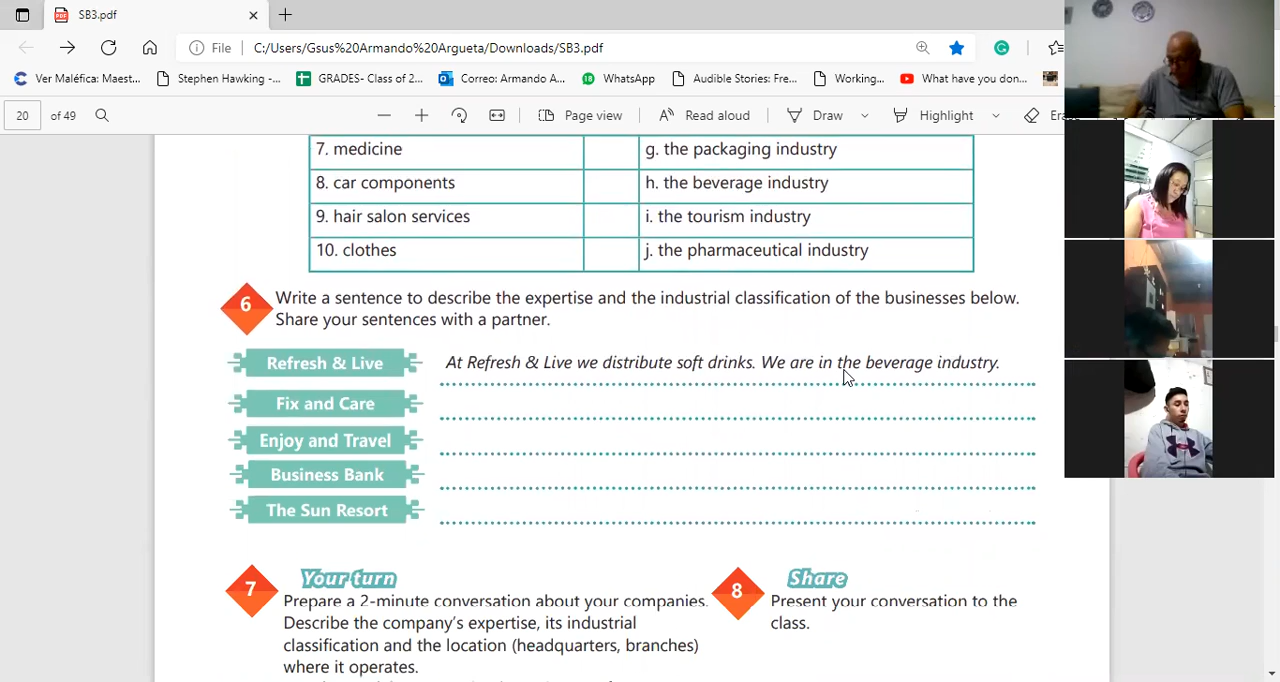 SB3.pdf
File
C:/Users/Gsus%20Armando%20Argueta/Downloads/SB3.pdf
Ver Maléfica: Maest...
Stephen Hawking -...
GRADES- Class of 2...
Correo: Armando A...
WhatsApp
Audible Stories: Fre...
Working...
What have you don...
20 of 49
Page view
Read aloud
Draw
Highlight
7. medicine
g. the packaging industry
8. car components
h. the beverage industry
9. hair salon services
i. the tourism industry
10. clothes
j. the pharmaceutical industry
6
Write a sentence to describe the expertise and the industrial classification of the businesses below.
Share your sentences with a partner.
Refresh & Live
At Refresh & Live we distribute soft drinks. We are in the beverage industry.
Fix and Care
Enjoy and Travel
Business Bank
The Sun Resort
7
Your turn
Prepare a 2-minute conversation about your companies.
Describe the company's expertise, its industrial
classification and the location (headquarters, branches)
where it operates.
8
Share
Present your conversation to the
class.